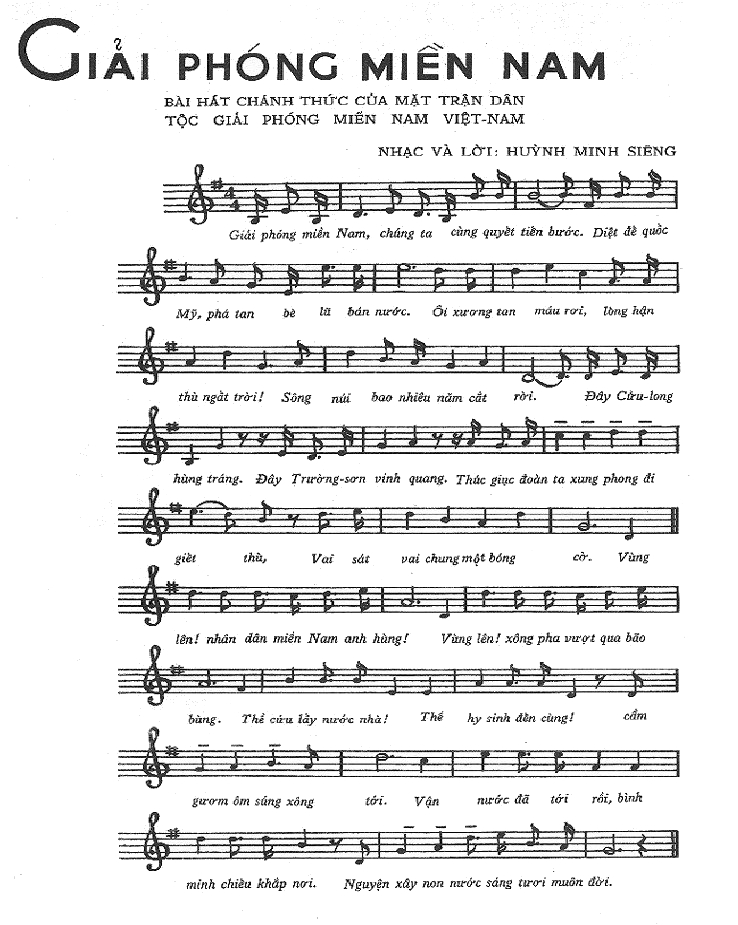 GIẢI PHÓNG MIỀN NAM
BÀI HÁT CHÁNH THỨC CỦA MẶT TRẬN DÂN
TỘC GIẢI PHÓNG MIỀN NAM VIỆT-NAM
NHẠC VÀ LỜI: HUỲNH MINH SIÊNG
4
4
Giải phóng miền Nam, chúng ta cùng quyết tiến bước. Diệt đế quốc
Mỹ, phá tan bè lũ bán nước. Ôi xương tan máu rơi, lòng hận
thù ngất trời! Sông núi bao nhiêu năm cắt rời. Đây Cửu-long
hùng tráng. Đây Trường-sơn vinh quang. Thúc giục đoàn ta xung phong đi
giết thù, Vai sát vai chung một bóng cờ. Vùng
lên! nhân dân miền Nam anh hùng! Vùng lên! xông pha vượt qua bão
bùng. Thề cứu lấy nước nhà! Thề hy sinh đến cùng! cầm
gươm ôm súng xông tới. Vận nước đã tới rồi, bình
minh chiếu khắp nơi. Nguyện xây non nước sáng tươi muôn đời.